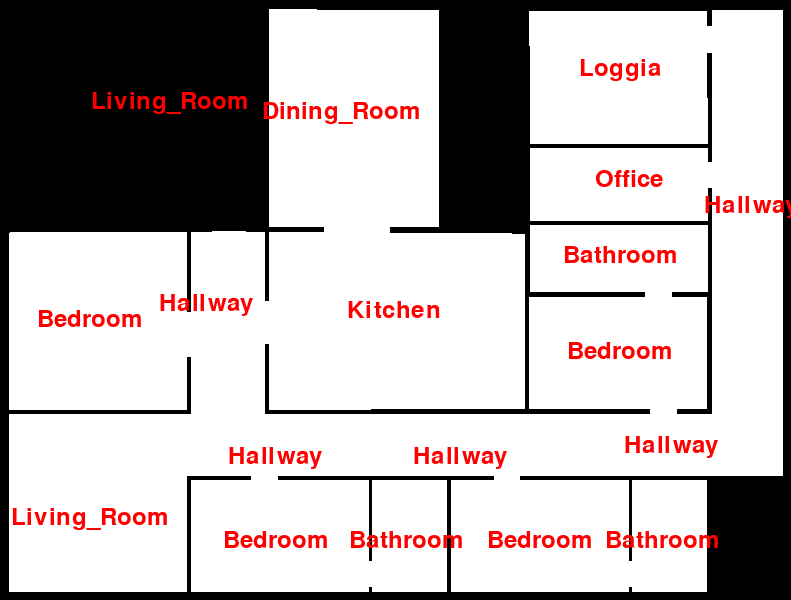 Loggia
Living_Room
Dining_Room
Office
Hallway
Bathroom
Hallway
Kitchen
Bedroom
Bedroom
Hallway
Hallway
Hallway
Living_Room
Bedroom
Bathroom
Bedroom
Bathroom